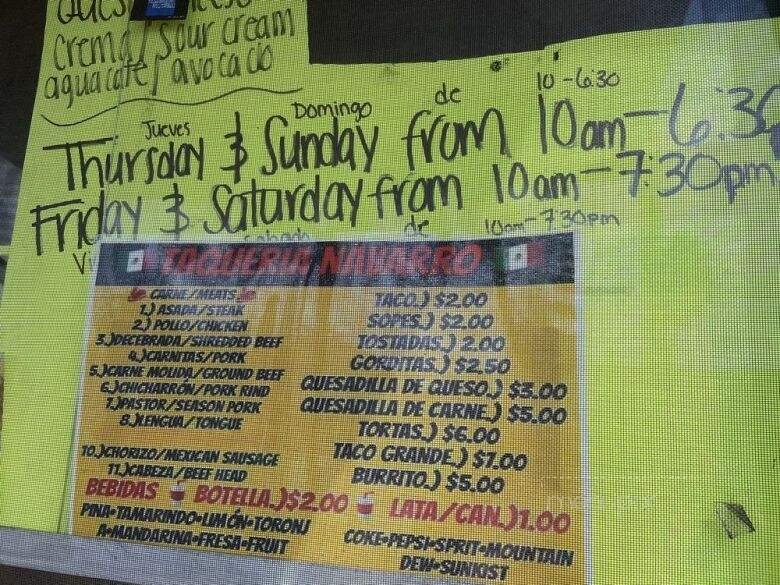 crema/sour cream
aguacate/avocado
Jueves Domingo de 10-6:30
Thursday & Sunday from 10am-6:30
Friday & Saturday from 10am-7:30pm
de 10am-7:30pm
TAQUERIA NAVARRO
CARNE/MEATS
1.) ASADA/STEAK
2.) POLLO/CHICKEN
3.)DECEBRADA/SHREDDED BEEF
4.)CARNITAS/PORK
5.)CARNE MOLIDA/GROUND BEEF
6.)CHICHARRÓN/PORK RIND
7.)PASTOR/SEASON PORK
8.)LENGUA/TONGUE
10.)CHORIZO/MEXICAN SAUSAGE
11.)CABEZA/BEEF HEAD
TACO.) $2.00
SOPES.) $2.00
TOSTADAS.) 2.00
GORDITAS.) $2.50
QUESADILLA DE QUESO.) $3.00
QUESADILLA DE CARNE.) $5.00
TORTAS.) $6.00
TACO GRANDE.) $7.00
BURRITO.) $5.00
BEBIDAS BOTELLA.)$2.00 LATA/CAN.)1.00
PINA•TAMARINDO•LIMÓN•TORONJ
A•MANDARINA•FRESA•FRUIT
COKE•PEPSI•SPRIT•MOUNTAIN
DEW•SUNKIST